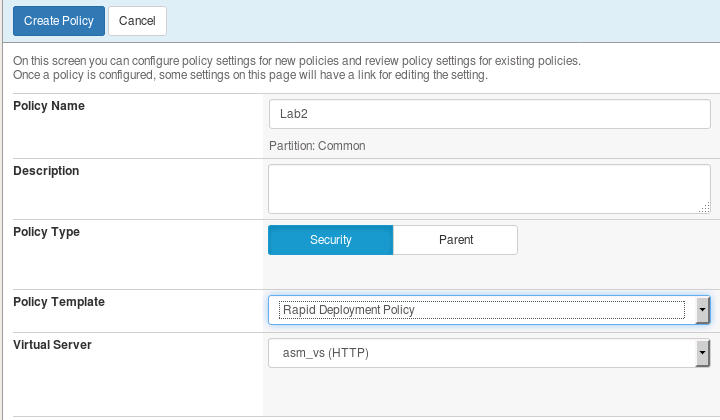 Create Policy Cancel
On this screen you can configure policy settings for new policies and review policy settings for existing policies.
Once a policy is configured, some settings on this page will have a link for editing the setting.
Policy Name Lab2
Partition: Common
Description
Policy Type Security Parent
Policy Template Rapid Deployment Policy
Virtual Server asm_vs (HTTP)